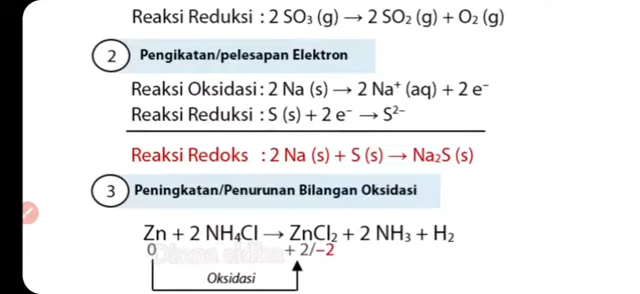 Reaksi Reduksi : 2 SO₃ (g) → 2 SO₂ (g) + O₂ (g)
2 Pengikatan/pelesapan Elektron
Reaksi Oksidasi : 2 Na (s) → 2 Na⁺ (aq) + 2 e⁻
Reaksi Reduksi : S (s) + 2 e⁻ → S²⁻
Reaksi Redoks : 2 Na (s) + S (s) → Na₂S (s)
3 Peningkatan/Penurunan Bilangan Oksidasi
Zn + 2 NH₄Cl → ZnCl₂ + 2 NH₃ + H₂
0 +2/−2
Oksidasi